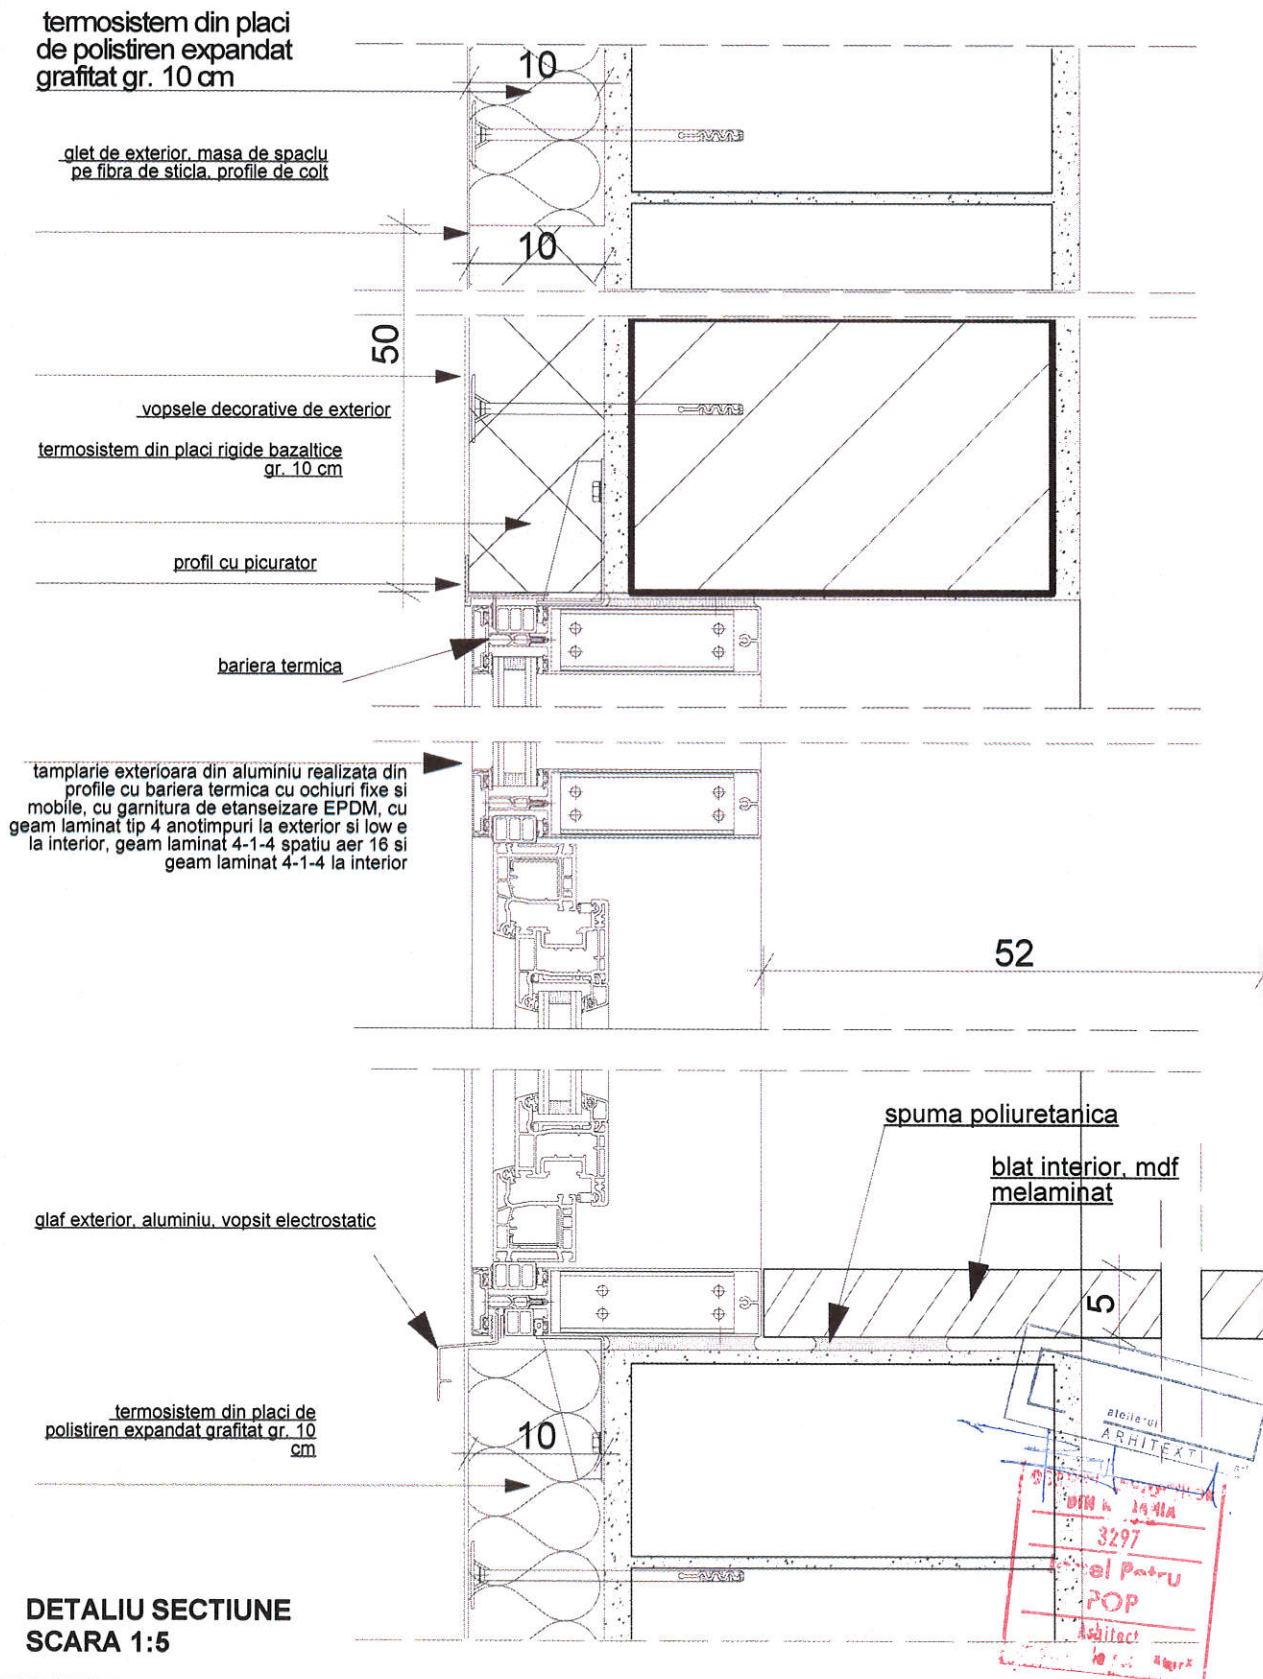 termosistem din placi
de polistiren expandat
grafitat gr. 10 cm
10
glet de exterior, masa de spaclu
pe fibra de sticla, profile de colt
10
50
vopsele decorative de exterior
termosistem din placi rigide bazaltice
gr. 10 cm
profil cu picurator
bariera termica
tamplarie exterioara din aluminiu realizata din
profile cu bariera termica cu ochiuri fixe si
mobile, cu garnitura de etanseizare EPDM, cu
geam laminat tip 4 anotimpuri la exterior si low e
la interior, geam laminat 4-1-4 spatiu aer 16 si
geam laminat 4-1-4 la interior
52
spuma poliuretanica
blat interior, mdf
melaminat
glaf exterior, aluminiu, vopsit electrostatic
5
termosistem din placi de
polistiren expandat grafitat gr. 10
cm
10
atelierul
ARHITEXTI
DIN
3297
POP
DETALIU SECTIUNE
SCARA 1:5